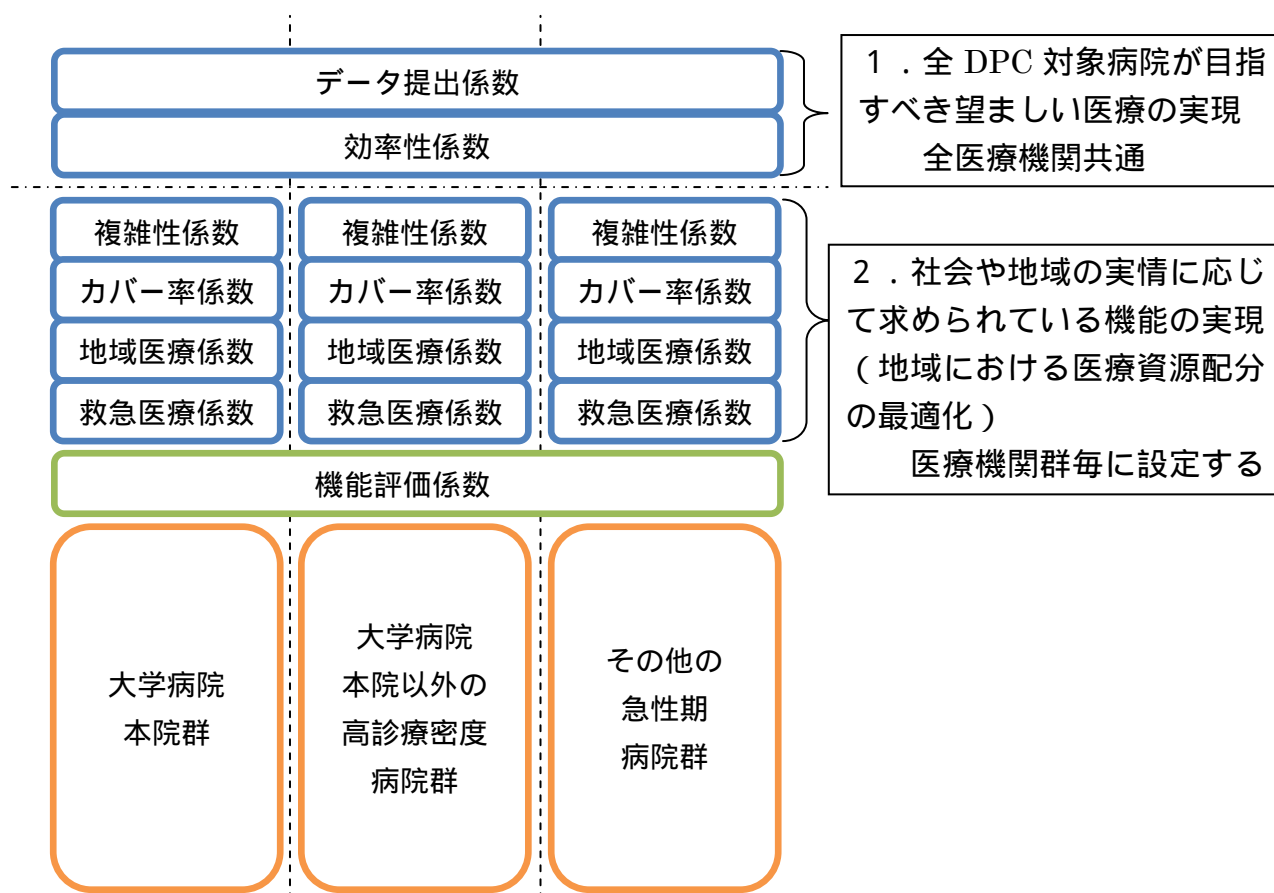 データ提出係数
効率性係数
1．全 DPC 対象病院が目指
すべき望ましい医療の実現
全医療機関共通
複雑性係数 複雑性係数 複雑性係数
カバー率係数 カバー率係数 カバー率係数
地域医療係数 地域医療係数 地域医療係数
救急医療係数 救急医療係数 救急医療係数
2．社会や地域の実情に応じ
て求められている機能の実現
（地域における医療資源配分
の最適化）
医療機関群毎に設定する
機能評価係数
大学病院
本院群
大学病院
本院以外の
高診療密度
病院群
その他の
急性期
病院群